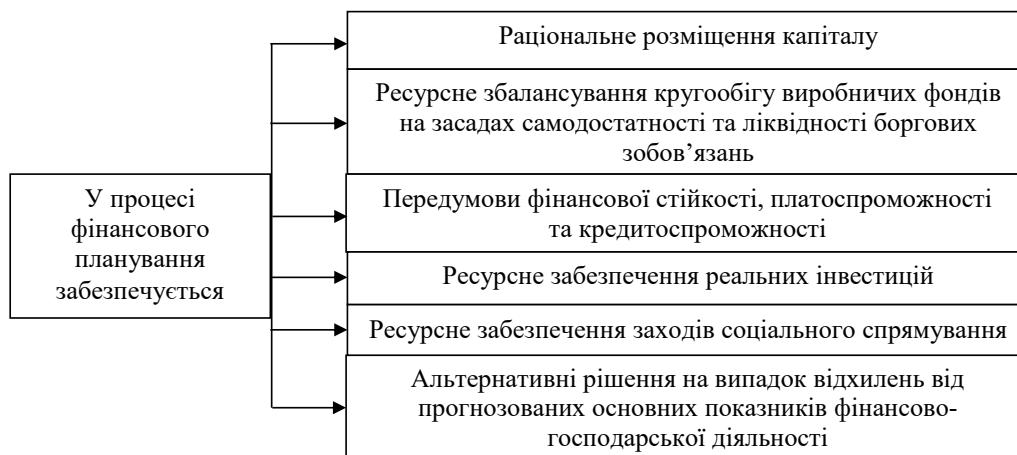 У процесі
фінансового
планування
забезпечується
Раціональне розміщення капіталу
Ресурсне збалансування кругообігу виробничих фондів
на засадах самодостатності та ліквідності боргових
зобов’язань
Передумови фінансової стійкості, платоспроможності
та кредитоспроможності
Ресурсне забезпечення реальних інвестицій
Ресурсне забезпечення заходів соціального спрямування
Альтернативні рішення на випадок відхилень від
прогнозованих основних показників фінансово-
господарської діяльності